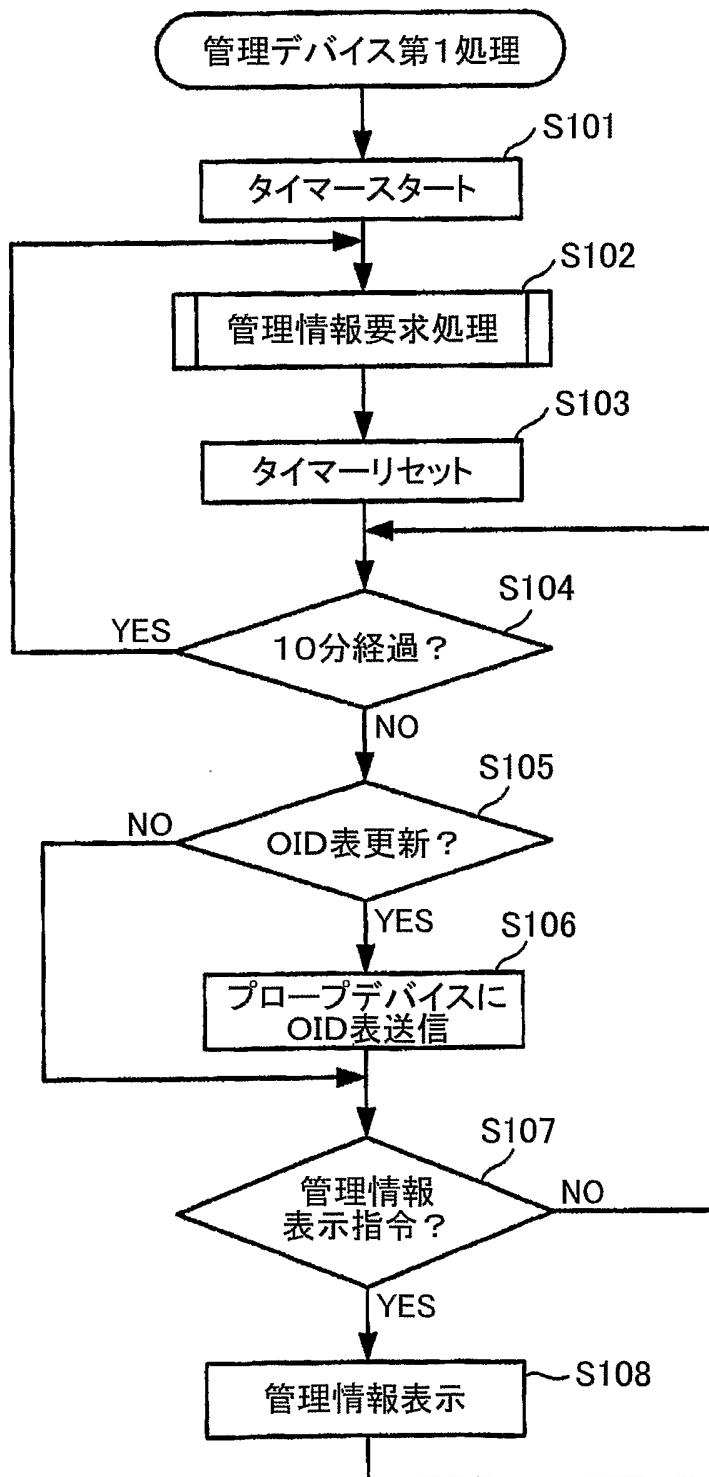 管理デバイス第1処理
S101
タイマースタート
S102
管理情報要求処理
S103
タイマーリセット
S104
10分経過？
YES
NO
S105
OID表更新？
NO
YES
S106
プローブデバイスに
OID表送信
S107
管理情報
表示指令？
NO
YES
S108
管理情報表示